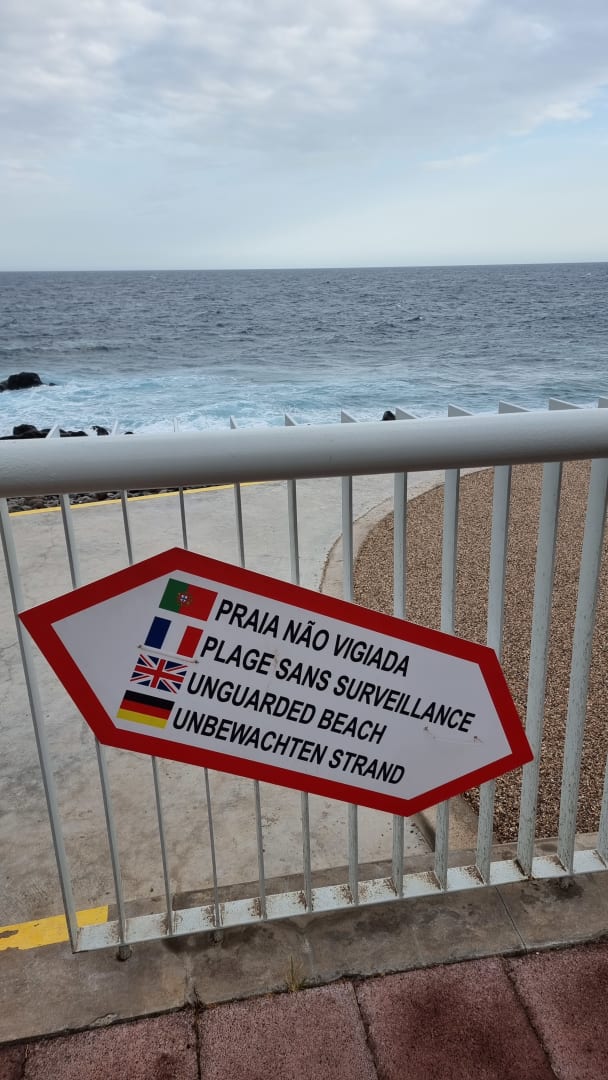 PRAIA NÃO VIGIADA
PLAGE SANS SURVEILLANCE
UNGUARDED BEACH
UNBEWACHTEN STRAND